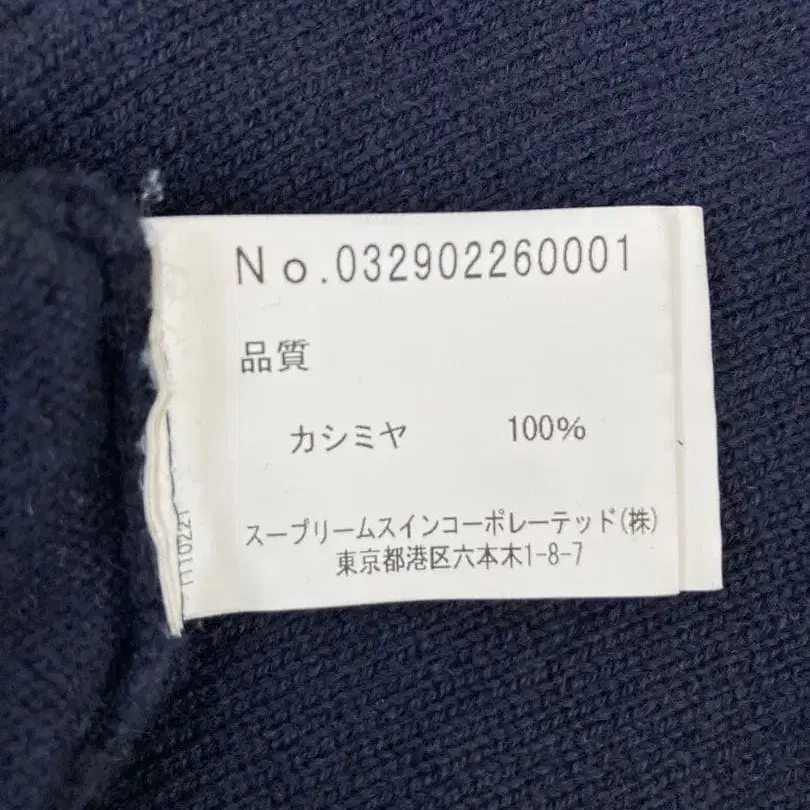 No.032902260001
品質
カシミヤ 100%
スープリームスインコーポレーテッド(株)
東京都港区六本木1-8-7
1110221